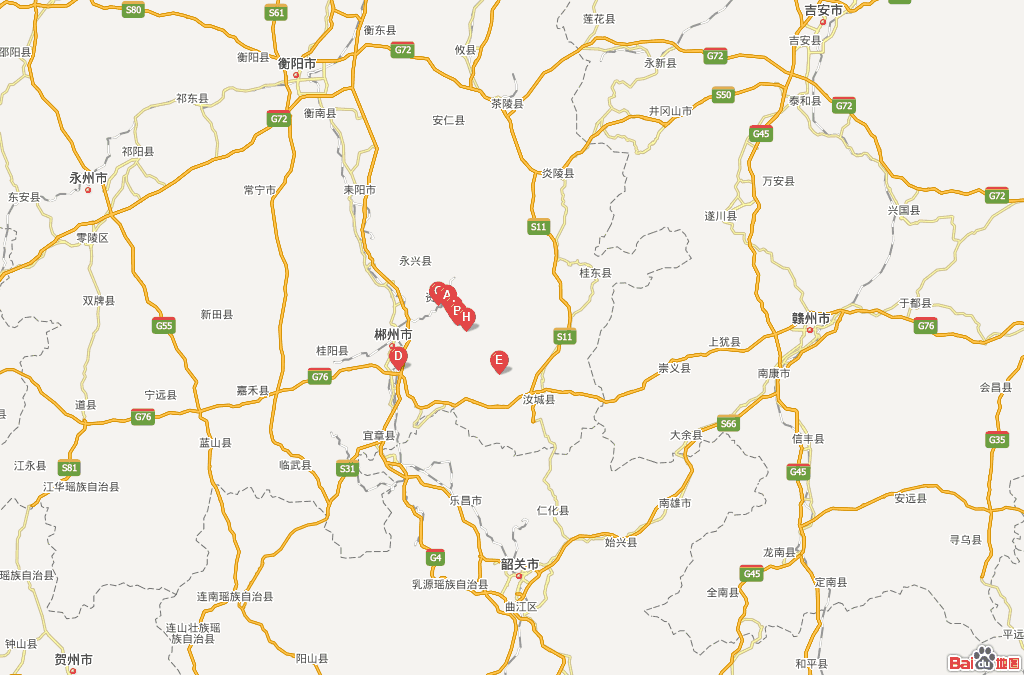 S80
S61
莲花县
吉安市
衡东县
邵阳县
衡阳县
G72
攸县
吉安县
G72
衡阳市
永新县
祁东县
茶陵县
S50
泰和县
G72
衡南县
G72
安仁县
井冈山市
G45
祁阳县
永州市
炎陵县
万安县
东安县
常宁市
耒阳市
G72
S11
遂川县
兴国县
零陵区
永兴县
桂东县
双牌县
C
A
资
B
H
于都县
新田县
G55
赣州市
G76
郴州市
S11
桂阳县
D
E
上犹县
崇义县
南康市
G76
嘉禾县
宁远县
汝城县
会昌县
道县
G76
S66
宜章县
大余县
信丰县
G35
蓝山县
江永县
S81
临武县
S31
G45
江华瑶族自治县
乐昌市
仁化县
南雄市
安远县
始兴县
寻乌县
G4
龙南县
韶关市
瑶族自治县
乳源瑶族自治县
G45
定南县
连南瑶族自治县
曲江区
全南县
连山壮族瑶
族自治县
平远
钟山县
贺州市
阳山县
和平县
Bai du 地图